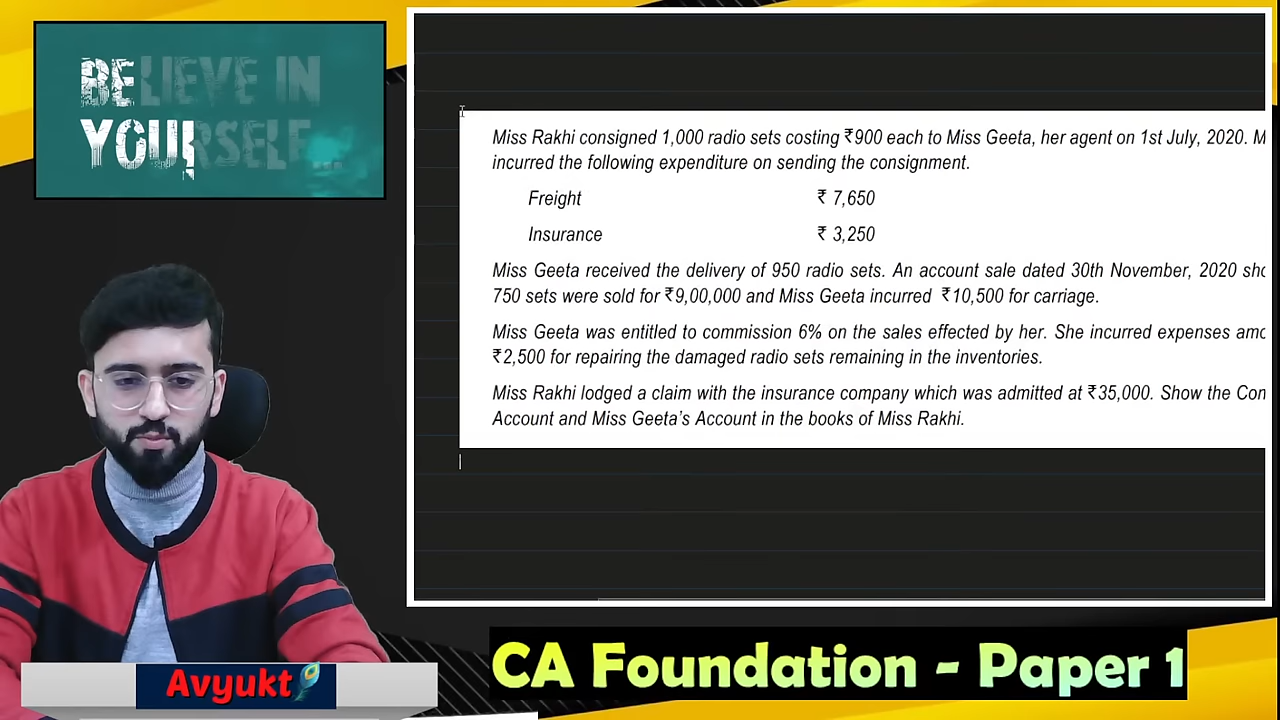 BELIEVE IN
YOURSELF...
Miss Rakhi consigned 1,000 radio sets costing ₹900 each to Miss Geeta, her agent on 1st July, 2020. M
incurred the following expenditure on sending the consignment.
Freight ₹ 7,650
Insurance ₹ 3,250
Miss Geeta received the delivery of 950 radio sets. An account sale dated 30th November, 2020 sho
750 sets were sold for ₹9,00,000 and Miss Geeta incurred ₹10,500 for carriage.
Miss Geeta was entitled to commission 6% on the sales effected by her. She incurred expenses amo
₹2,500 for repairing the damaged radio sets remaining in the inventories.
Miss Rakhi lodged a claim with the insurance company which was admitted at ₹35,000. Show the Con
Account and Miss Geeta's Account in the books of Miss Rakhi.
Avyukt
CA Foundation - Paper 1